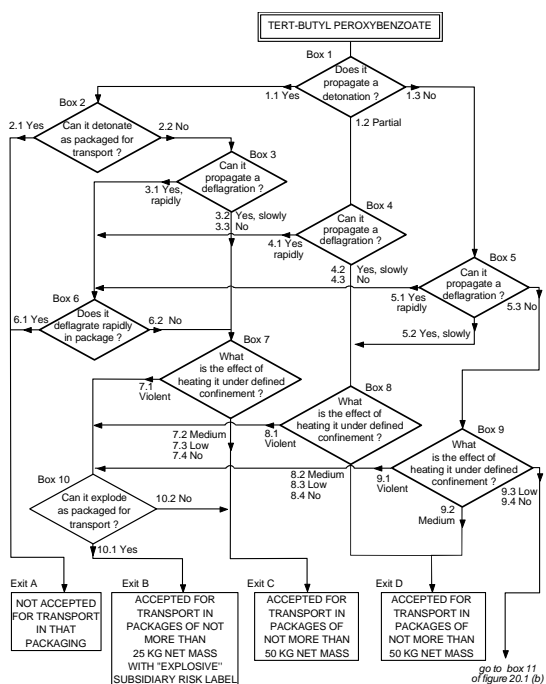 TERT-BUTYL PEROXYBENZOATE
Box 1
Does it
propagate a
detonation ?
1.1 Yes
1.3 No
1.2 Partial
Box 2
Can it detonate
as packaged for
transport ?
2.1 Yes
2.2 No
Box 3
Can it
propagate a
deflagration ?
3.1 Yes,
rapidly
3.2 Yes, slowly
3.3 No
Box 4
Can it
propagate a
deflagration ?
4.1 Yes
rapidly
4.2 Yes, slowly
4.3 No
Box 5
Can it
propagate a
deflagration ?
5.1 Yes
rapidly
5.3 No
5.2 Yes, slowly
Box 6
Does it
deflagrate rapidly
in package ?
6.1 Yes
6.2 No
Box 7
What
is the effect of
heating it under defined
confinement ?
7.1
Violent
7.2 Medium
7.3 Low
7.4 No
Box 8
What
is the effect of
heating it under defined
confinement ?
8.1
Violent
8.2 Medium
8.3 Low
8.4 No
Box 9
What
is the effect of
heating it under defined
confinement ?
9.1
Violent
9.2
Medium
9.3 Low
9.4 No
Box 10
Can it explode
as packaged for
transport ?
10.2 No
10.1 Yes
Exit A
NOT ACCEPTED
FOR TRANSPORT
IN THAT
PACKAGING
Exit B
ACCEPTED FOR
TRANSPORT IN
PACKAGES OF NOT
MORE THAN
25 KG NET MASS
WITH "EXPLOSIVE"
SUBSIDIARY RISK LABEL
Exit C
ACCEPTED FOR
TRANSPORT IN
PACKAGES OF
NOT MORE THAN
50 KG NET MASS
Exit D
ACCEPTED FOR
TRANSPORT IN
PACKAGES OF
NOT MORE THAN
50 KG NET MASS
go to box 11
of figure 20.1 (b)